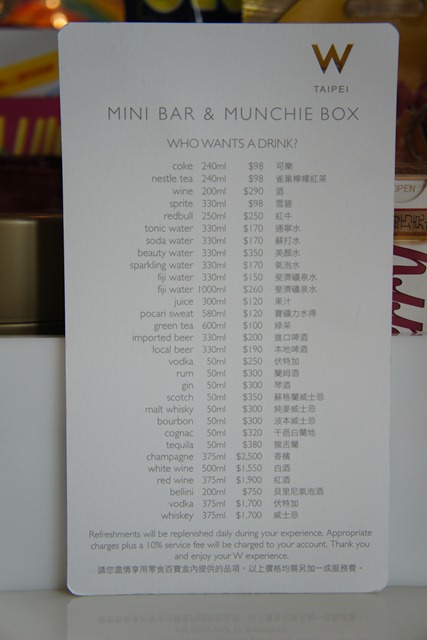 W
TAIPEI
MINI BAR & MUNCHIE BOX
WHO WANTS A DRINK?
coke 240ml $98 可樂
nestle tea 240ml $98 雀巢檸檬紅茶
wine 200ml $290 酒
sprite 330ml $98 雪碧
redbull 250ml $250 紅牛
tonic water 330ml $170 通寧水
soda water 330ml $170 蘇打水
beauty water 330ml $350 美顏水
sparkling water 330ml $170 氣泡水
fiji water 330ml $150 斐濟礦泉水
fiji water 1000ml $260 斐濟礦泉水
juice 300ml $120 果汁
pocari sweat 580ml $120 寶礦力水得
green tea 600ml $100 綠茶
imported beer 330ml $200 進口啤酒
local beer 330ml $190 本地啤酒
vodka 50ml $250 伏特加
rum 50ml $300 蘭姆酒
gin 50ml $300 琴酒
scotch 50ml $350 蘇格蘭威士忌
malt whisky 50ml $300 純麥威士忌
bourbon 50ml $300 波本威士忌
cognac 50ml $320 干邑白蘭地
tequila 50ml $380 龍舌蘭
champagne 375ml $2,500 香檳
white wine 500ml $1,550 白酒
red wine 375ml $1,900 紅酒
bellini 200ml $750 貝里尼氣泡酒
vodka 375ml $1,700 伏特加
whiskey 375ml $1,700 威士忌
Refreshments will be replenished daily during your experience. Appropriate
charges plus a 10% service fee will be charged to your account. Thank you
and enjoy your W experience.
請您盡情享用零食百寶盒內提供的品項，以上價格均需另加一成服務費。
OPEN